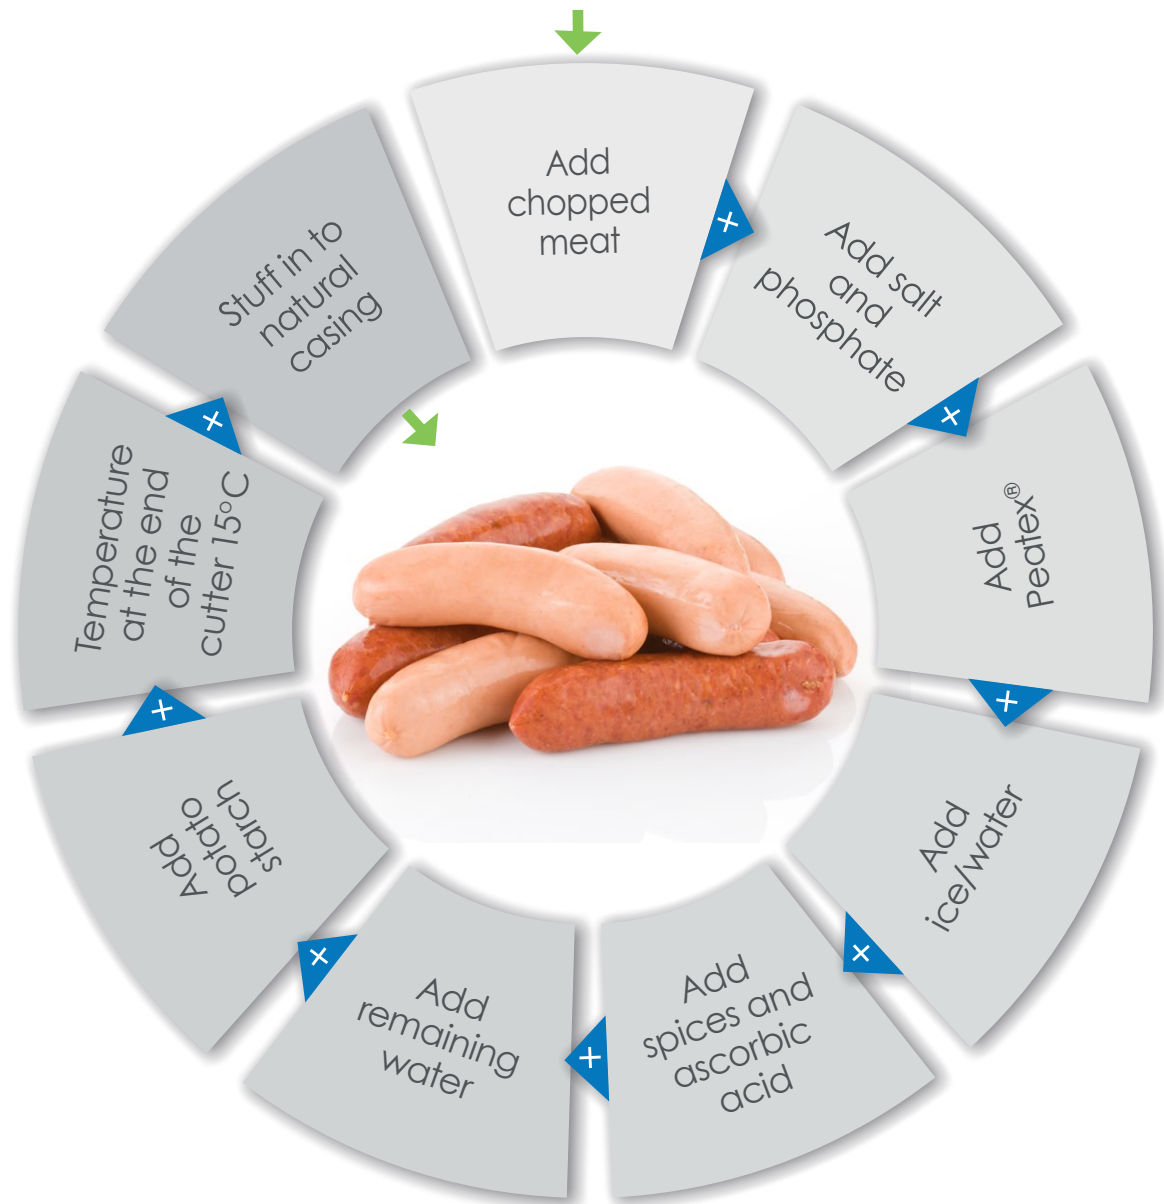 Add
chopped
meat
+
Add salt
and
phosphate
+
Add
Peatex®
+
Add
ice/water
+
Add
spices and
ascorbic
acid
+
Add
remaining
water
+
Add
potato
starch
+
Temperature
at the end
of the
cutter 15°C
+
Stuff in to
natural
casing